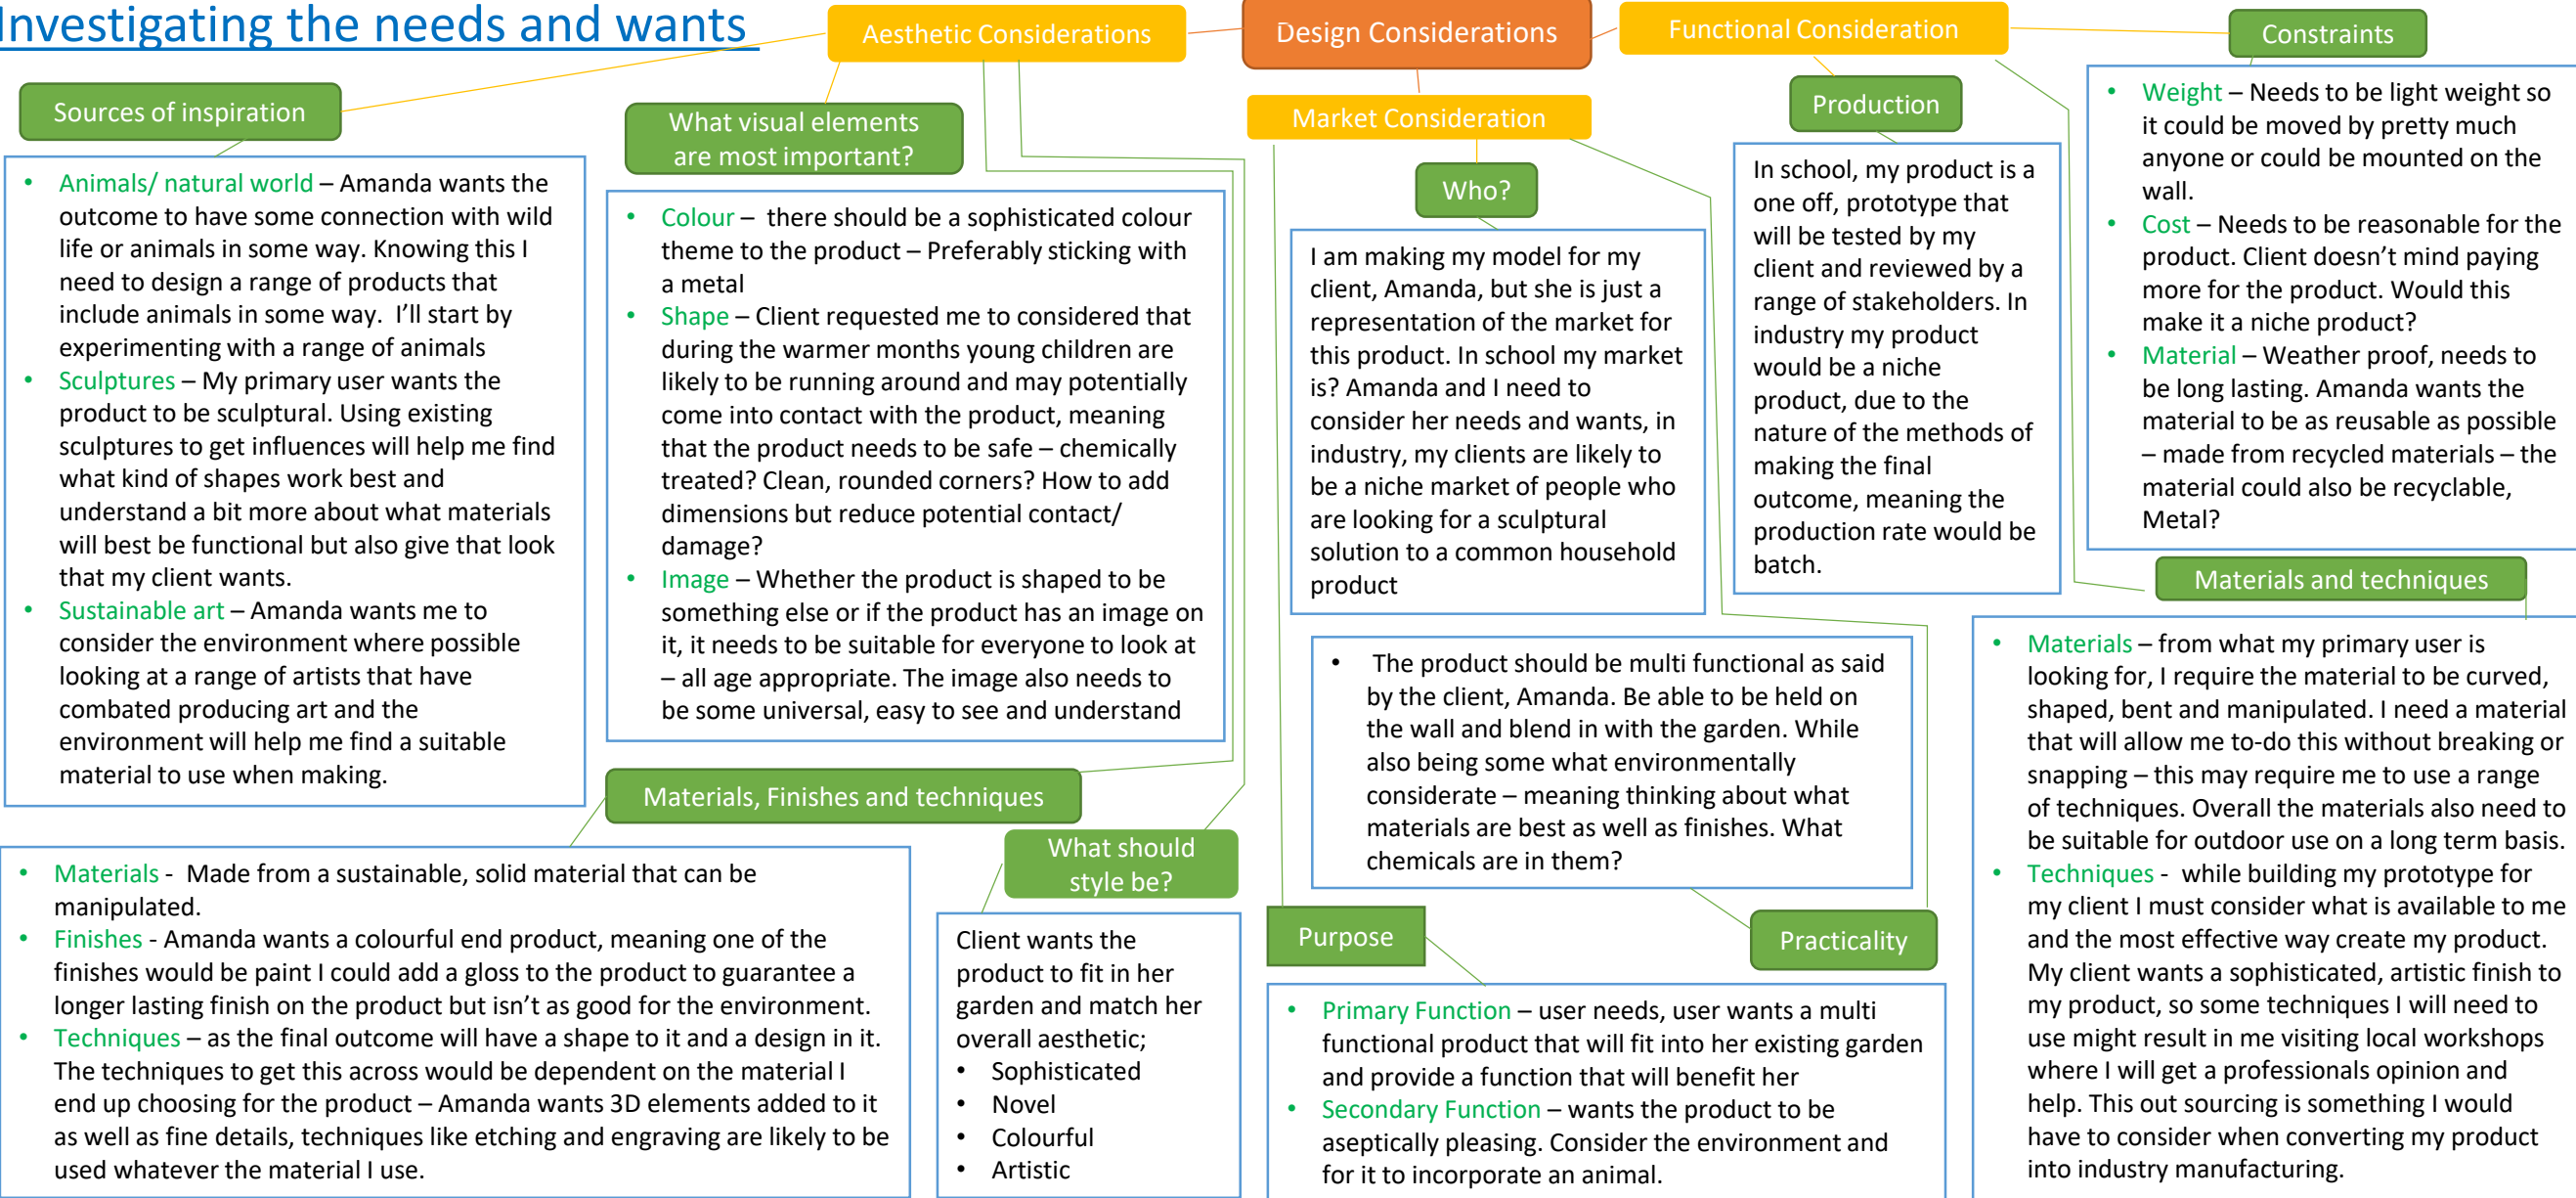 Investigating the needs and wants
Aesthetic Considerations
Design Considerations
Functional Consideration
Constraints
Sources of inspiration
What visual elements
are most important?
Market Consideration
Production
Who?
• Animals/ natural world – Amanda wants the
outcome to have some connection with wild
life or animals in some way. Knowing this I
need to design a range of products that
include animals in some way.  I'll start by
experimenting with a range of animals
• Sculptures – My primary user wants the
product to be sculptural. Using existing
sculptures to get influences will help me find
what kind of shapes work best and
understand a bit more about what materials
will best be functional but also give that look
that my client wants.
• Sustainable art – Amanda wants me to
consider the environment where possible
looking at a range of artists that have
combated producing art and the
environment will help me find a suitable
material to use when making.
• Colour –  there should be a sophisticated colour
theme to the product – Preferably sticking with
a metal
• Shape – Client requested me to considered that
during the warmer months young children are
likely to be running around and may potentially
come into contact with the product, meaning
that the product needs to be safe – chemically
treated? Clean, rounded corners? How to add
dimensions but reduce potential contact/
damage?
• Image – Whether the product is shaped to be
something else or if the product has an image on
it, it needs to be suitable for everyone to look at
– all age appropriate. The image also needs to
be some universal, easy to see and understand
I am making my model for my
client, Amanda, but she is just a
representation of the market for
this product. In school my market
is? Amanda and I need to
consider her needs and wants, in
industry, my clients are likely to
be a niche market of people who
are looking for a sculptural
solution to a common household
product
In school, my product is a
one off, prototype that
will be tested by my
client and reviewed by a
range of stakeholders. In
industry my product
would be a niche
product, due to the
nature of the methods of
making the final
outcome, meaning the
production rate would be
batch.
• Weight – Needs to be light weight so
it could be moved by pretty much
anyone or could be mounted on the
wall.
• Cost – Needs to be reasonable for the
product. Client doesn't mind paying
more for the product. Would this
make it a niche product?
• Material – Weather proof, needs to
be long lasting. Amanda wants the
material to be as reusable as possible
– made from recycled materials – the
material could also be recyclable,
Metal?
Materials and techniques
• Materials – from what my primary user is
looking for, I require the material to be curved,
shaped, bent and manipulated. I need a material
that will allow me to-do this without breaking or
snapping – this may require me to use a range
of techniques. Overall the materials also need to
be suitable for outdoor use on a long term basis.
• Techniques -  while building my prototype for
my client I must consider what is available to me
and the most effective way create my product.
My client wants a sophisticated, artistic finish to
my product, so some techniques I will need to
use might result in me visiting local workshops
where I will get a professionals opinion and
help. This out sourcing is something I would
have to consider when converting my product
into industry manufacturing.
• The product should be multi functional as said
by the client, Amanda. Be able to be held on
the wall and blend in with the garden. While
also being some what environmentally
considerate – meaning thinking about what
materials are best as well as finishes. What
chemicals are in them?
Materials, Finishes and techniques
What should
style be?
Purpose
Practicality
• Materials -  Made from a sustainable, solid material that can be
manipulated.
• Finishes - Amanda wants a colourful end product, meaning one of the
finishes would be paint I could add a gloss to the product to guarantee a
longer lasting finish on the product but isn't as good for the environment.
• Techniques – as the final outcome will have a shape to it and a design in it.
The techniques to get this across would be dependent on the material I
end up choosing for the product – Amanda wants 3D elements added to it
as well as fine details, techniques like etching and engraving are likely to be
used whatever the material I use.
Client wants the
product to fit in her
garden and match her
overall aesthetic;
• Sophisticated
• Novel
• Colourful
• Artistic
• Primary Function – user needs, user wants a multi
functional product that will fit into her existing garden
and provide a function that will benefit her
• Secondary Function – wants the product to be
aseptically pleasing. Consider the environment and
for it to incorporate an animal.